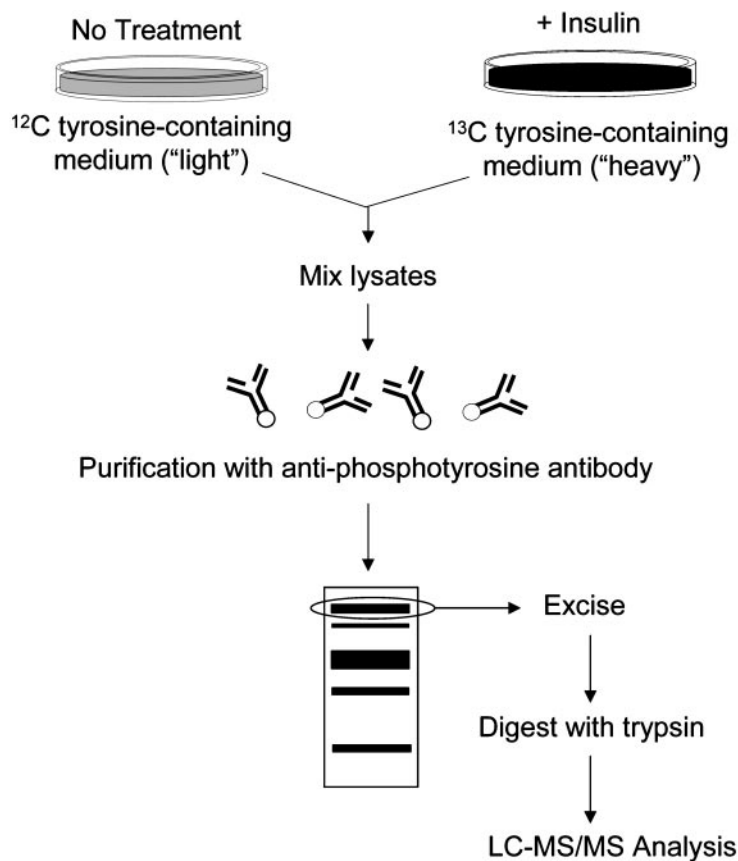 No Treatment
+ Insulin
¹²C tyrosine-containing
medium (“light”)
¹³C tyrosine-containing
medium (“heavy”)
Mix lysates
Purification with anti-phosphotyrosine antibody
Excise
Digest with trypsin
LC-MS/MS Analysis